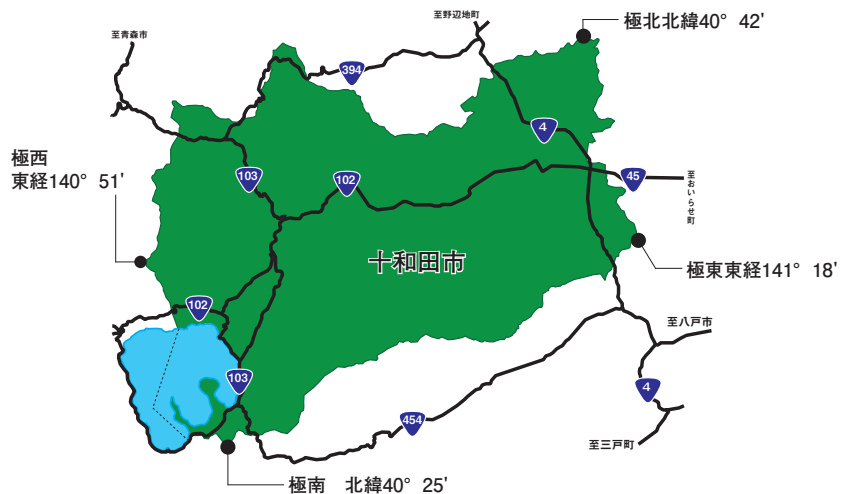 至野辺地町
極北北緯40° 42'
至青森市
394
4
極西
東経140° 51'
103
102
45
至おいらせ町
十和田市
極東東経141° 18'
102
至八戸市
103
4
454
至三戸町
極南 北緯40° 25'